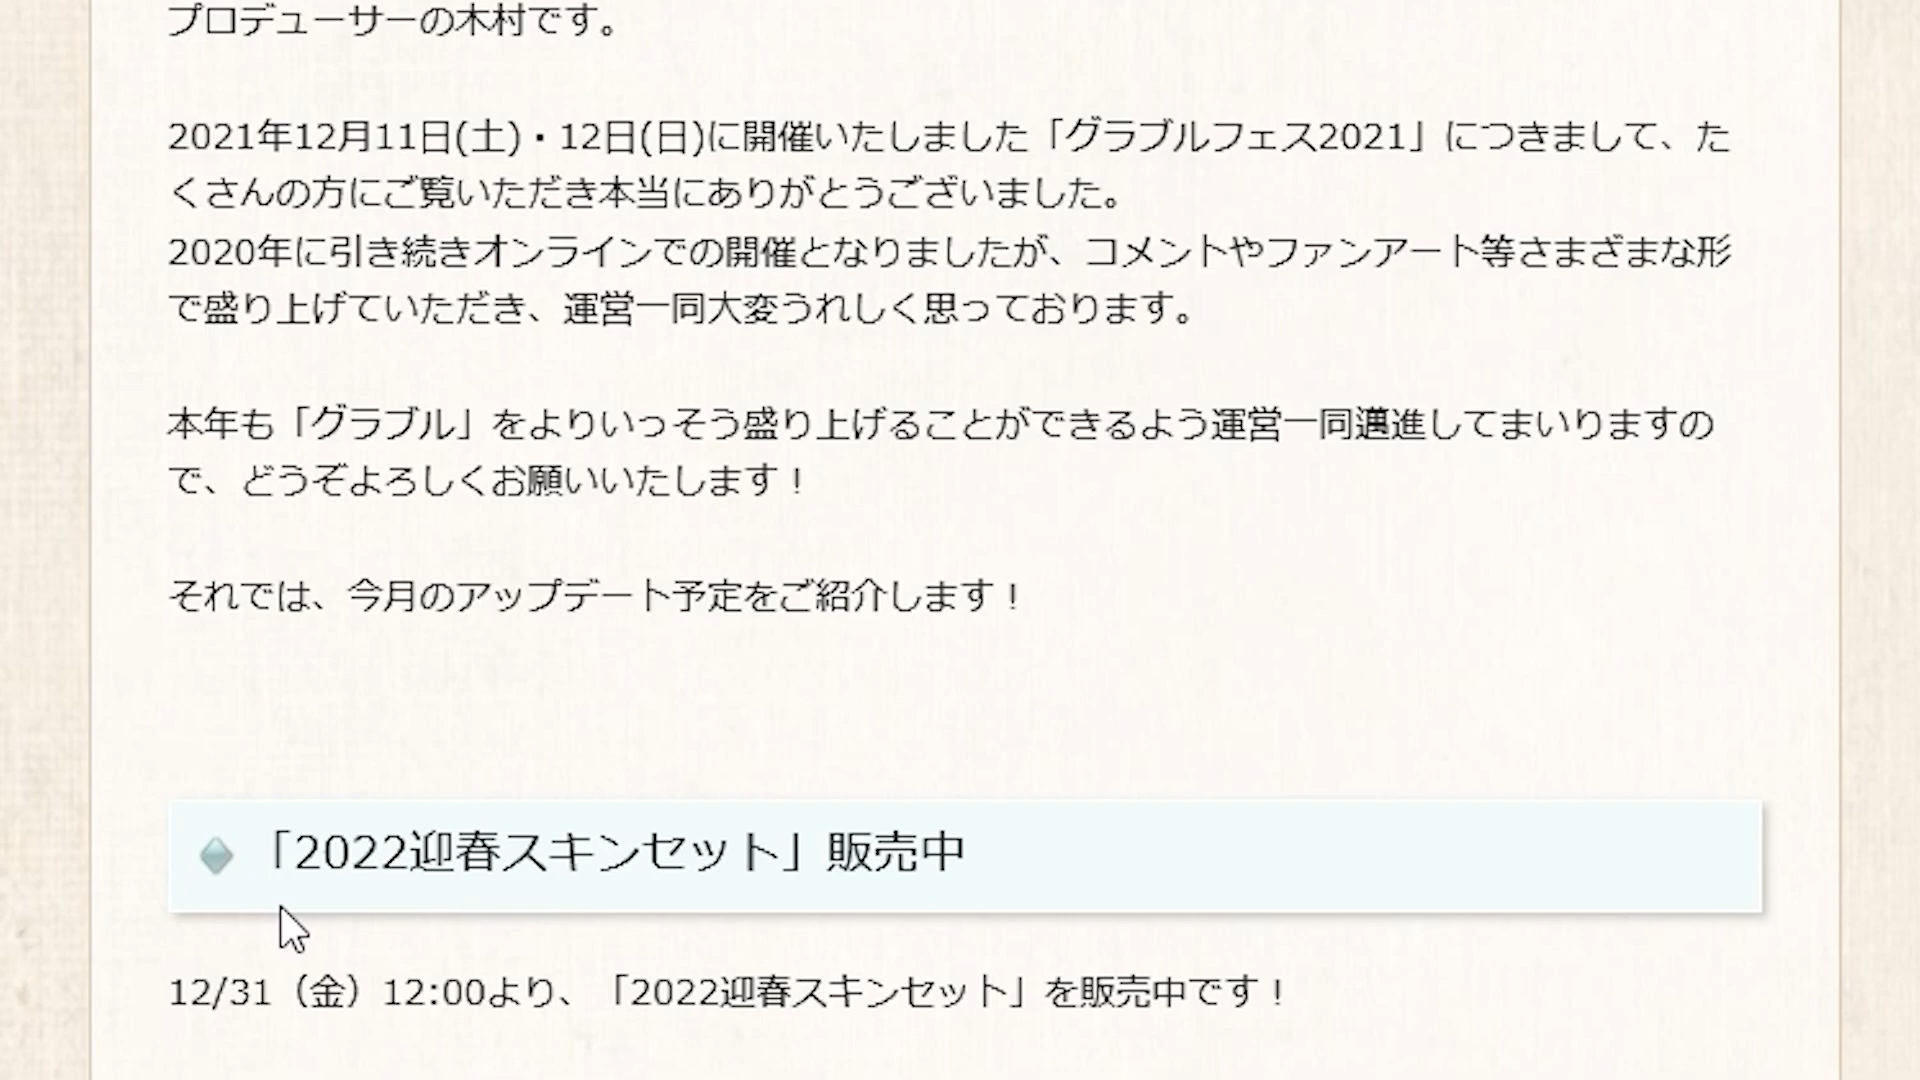 プロデューサーの木村です。
2021年12月11日(土)・12日(日)に開催いたしました「グラブルフェス2021」につきまして、た
くさんの方にご覧いただき本当にありがとうございました。
2020年に引き続きオンラインでの開催となりましたが、コメントやファンアート等さまざまな形
で盛り上げていただき、運営一同大変うれしく思っております。
本年も「グラブル」をよりいっそう盛り上げることができるよう運営一同邁進してまいりますの
で、どうぞよろしくお願いいたします！
それでは、今月のアップデート予定をご紹介します！
「2022迎春スキンセット」販売中
12/31（金）12:00より、「2022迎春スキンセット」を販売中です！